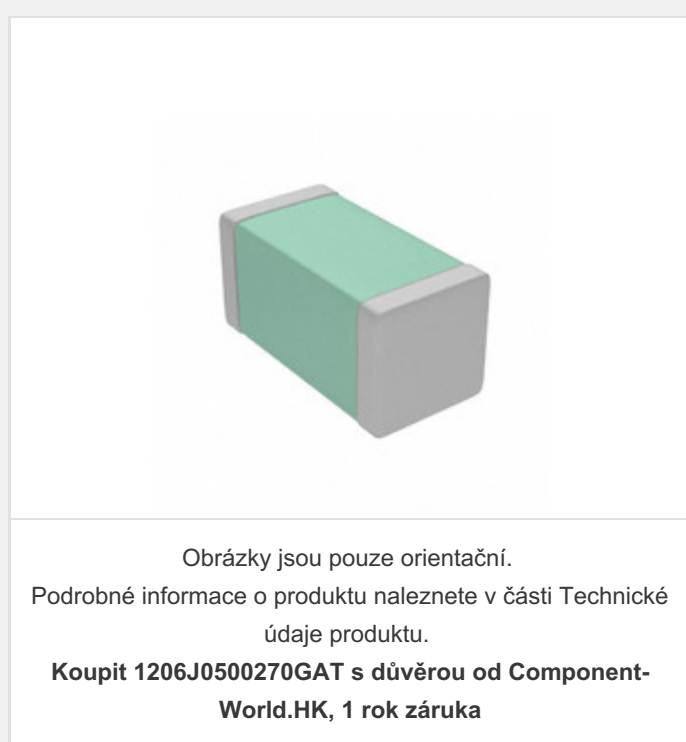 Obrázky jsou pouze orientační.
Podrobné informace o produktu naleznete v části Technické
údaje produktu.
Koupit 1206J0500270GAT s důvěrou od Component-
World.HK, 1 rok záruka